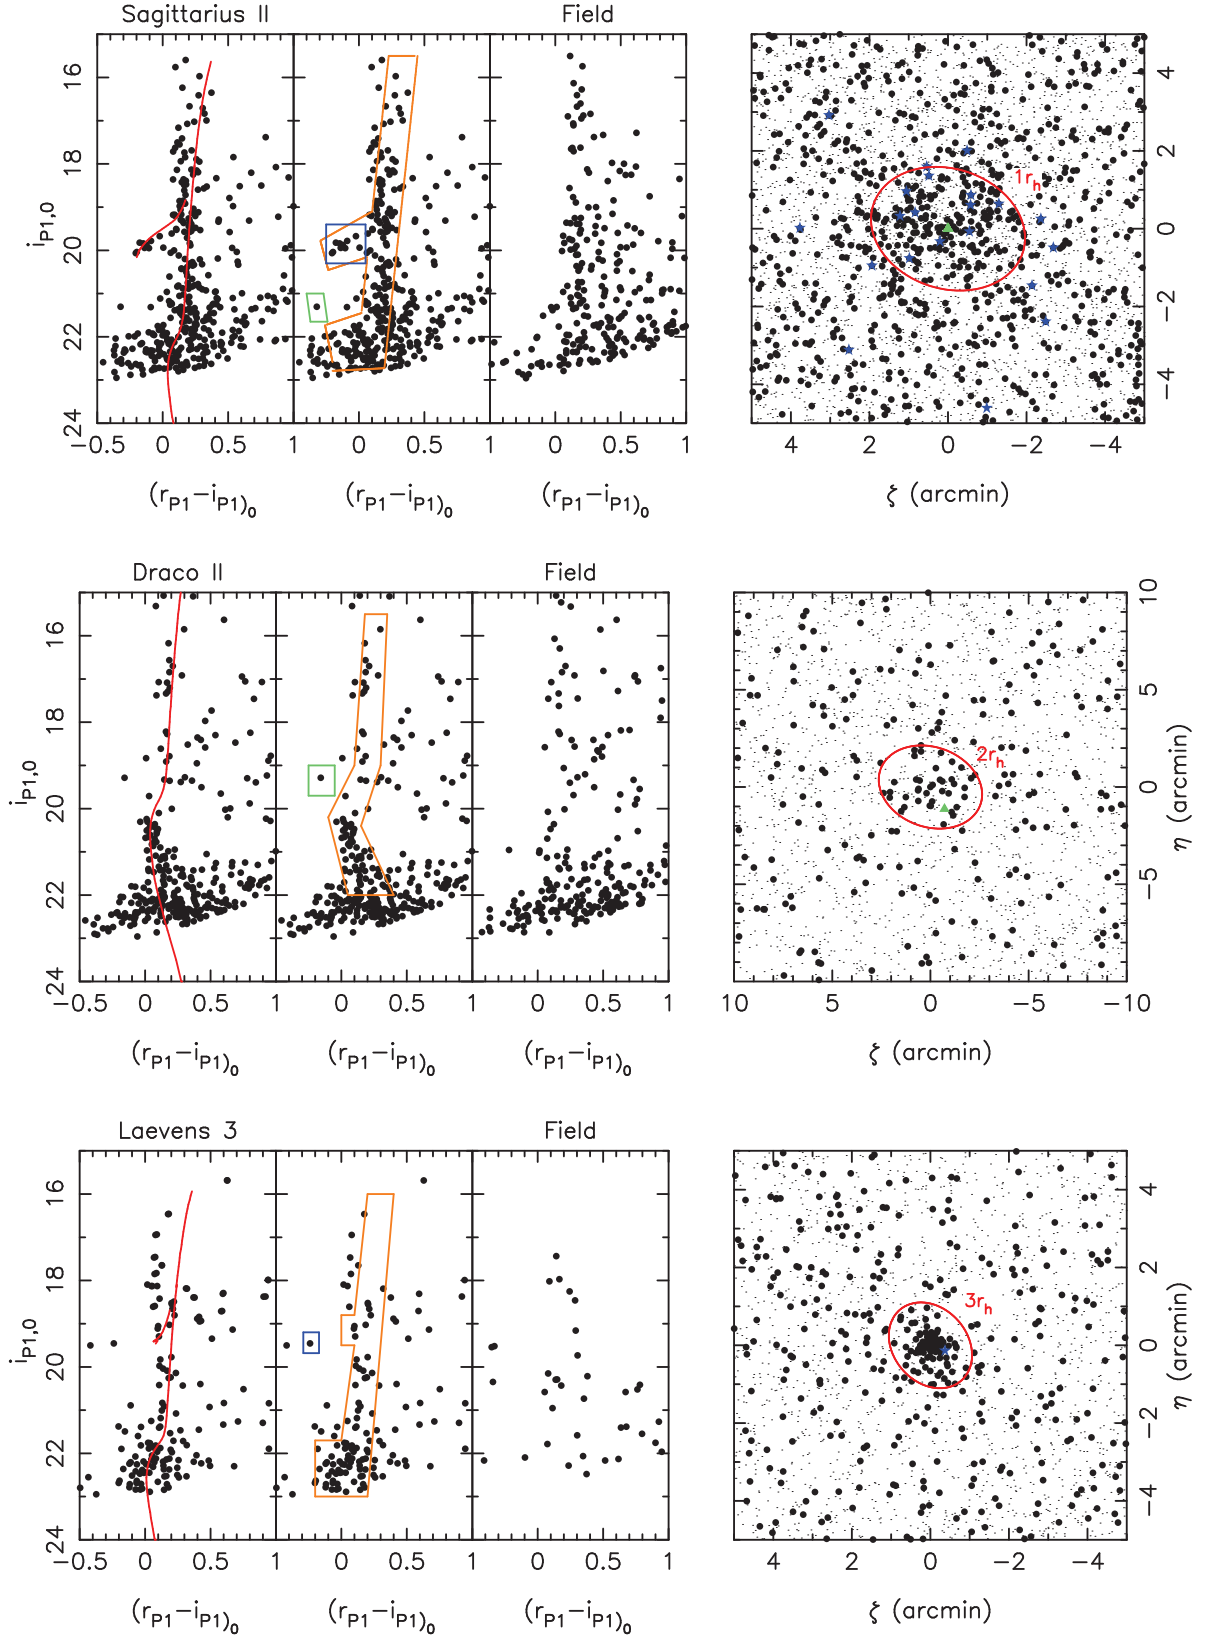 Sagittarius II Field
16
18
20
22
24
i_P1,0
−0.5 0 0.5 0 0.5 0 0.5 1
(r_P1−i_P1)_0 (r_P1−i_P1)_0 (r_P1−i_P1)_0
1r_h
4
2
0
−2
−4
4 2 0 −2 −4
ζ (arcmin)
Draco II Field
16
18
20
22
24
i_P1,0
−0.5 0 0.5 0 0.5 0 0.5 1
(r_P1−i_P1)_0 (r_P1−i_P1)_0 (r_P1−i_P1)_0
2r_h
10
5
0
−5
η (arcmin)
10 5 0 −5 −10
ζ (arcmin)
Laevens 3 Field
16
18
20
22
24
i_P1,0
−0.5 0 0.5 1 0 0.5 1 0 0.5 1
(r_P1−i_P1)_0 (r_P1−i_P1)_0 (r_P1−i_P1)_0
3r_h
4
2
0
−2
−4
η (arcmin)
4 2 0 −2 −4
ζ (arcmin)